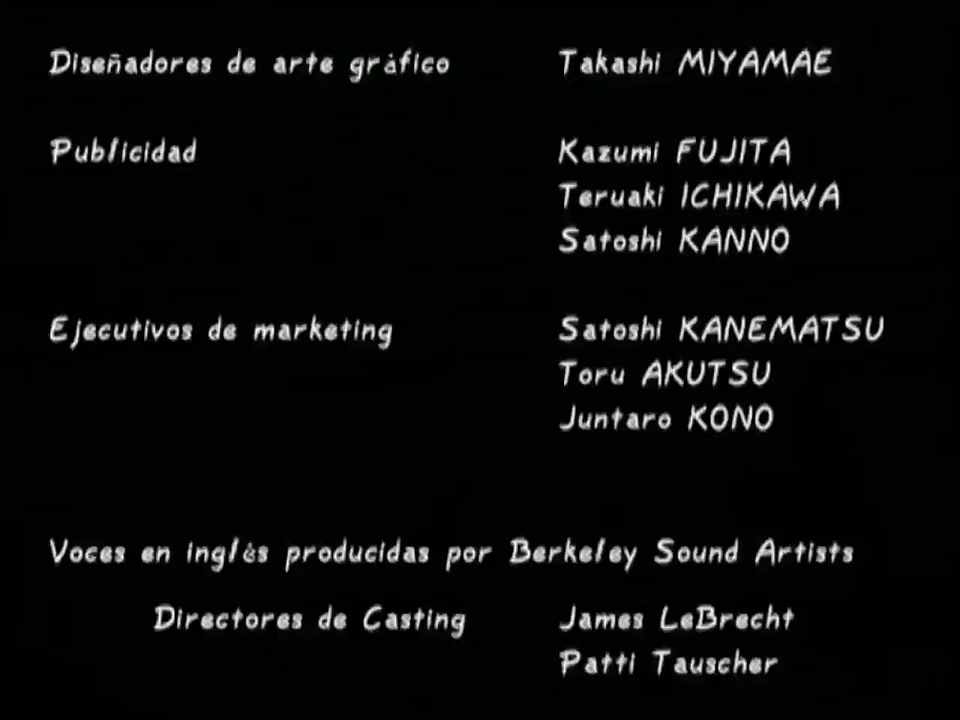 Diseñadores de arte gráfico Takashi MIYAMAE
Publicidad Kazumi FUJITA
Teruaki ICHIKAWA
Satoshi KANNO
Ejecutivos de marketing Satoshi KANEMATSU
Toru AKUTSU
Juntaro KONO
Voces en inglés producidas por Berkeley Sound Artists
Directores de Casting James LeBrecht
Patti Tauscher